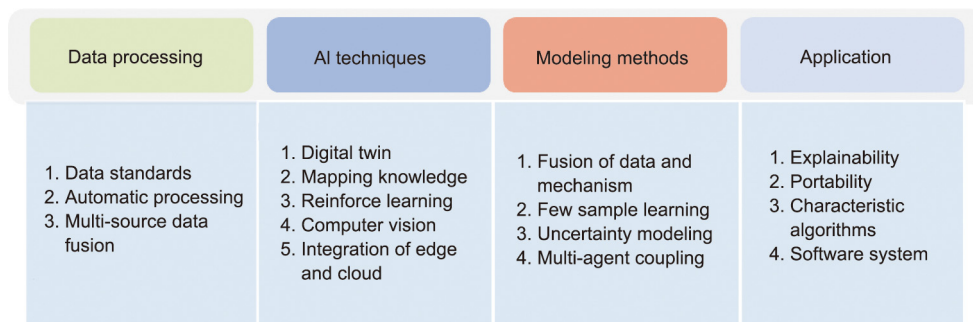 Data processing
AI techniques
Modeling methods
Application
1. Data standards
2. Automatic processing
3. Multi-source data
fusion
1. Digital twin
2. Mapping knowledge
3. Reinforce learning
4. Computer vision
5. Integration of edge
and cloud
1. Fusion of data and
mechanism
2. Few sample learning
3. Uncertainty modeling
4. Multi-agent coupling
1. Explainability
2. Portability
3. Characteristic
algorithms
4. Software system